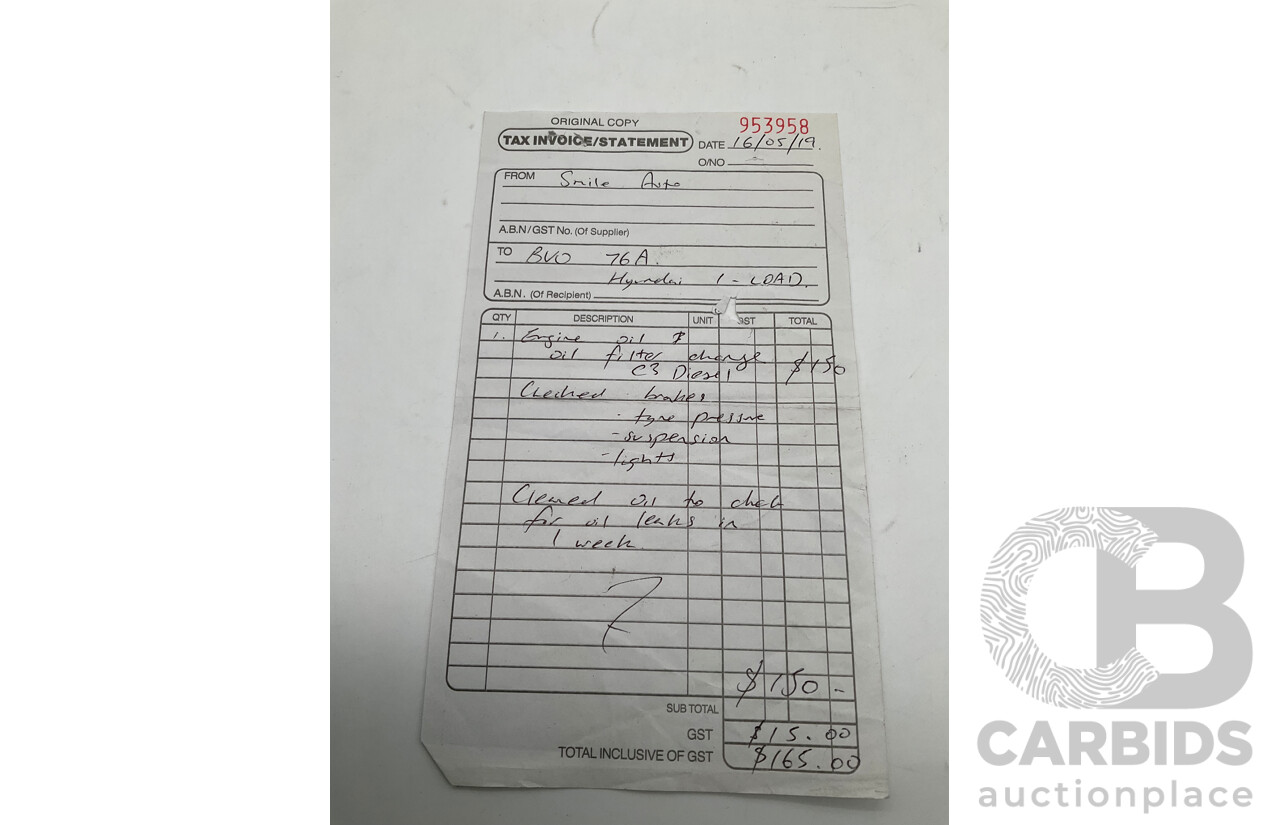 ORIGINAL COPY
953958
TAX INVOICE/STATEMENT
DATE 16/05/19.
O/NO
FROM Smile Auto
A.B.N/GST No. (Of Supplier)
TO BVO 76A.
Hyundai 1-LOAD.
A.B.N. (Of Recipient)
QTY DESCRIPTION UNIT GST TOTAL
1. Engine oil &
oil filter change $150
C3 Diesel
Checked brakes
- tyre pressure
- suspension
- lights
Cleaned oil to check
for oil leaks in
1 week.
$150 -
SUB TOTAL
GST $15.00
TOTAL INCLUSIVE OF GST $165.00
CB
CARBIDS
auctionplace